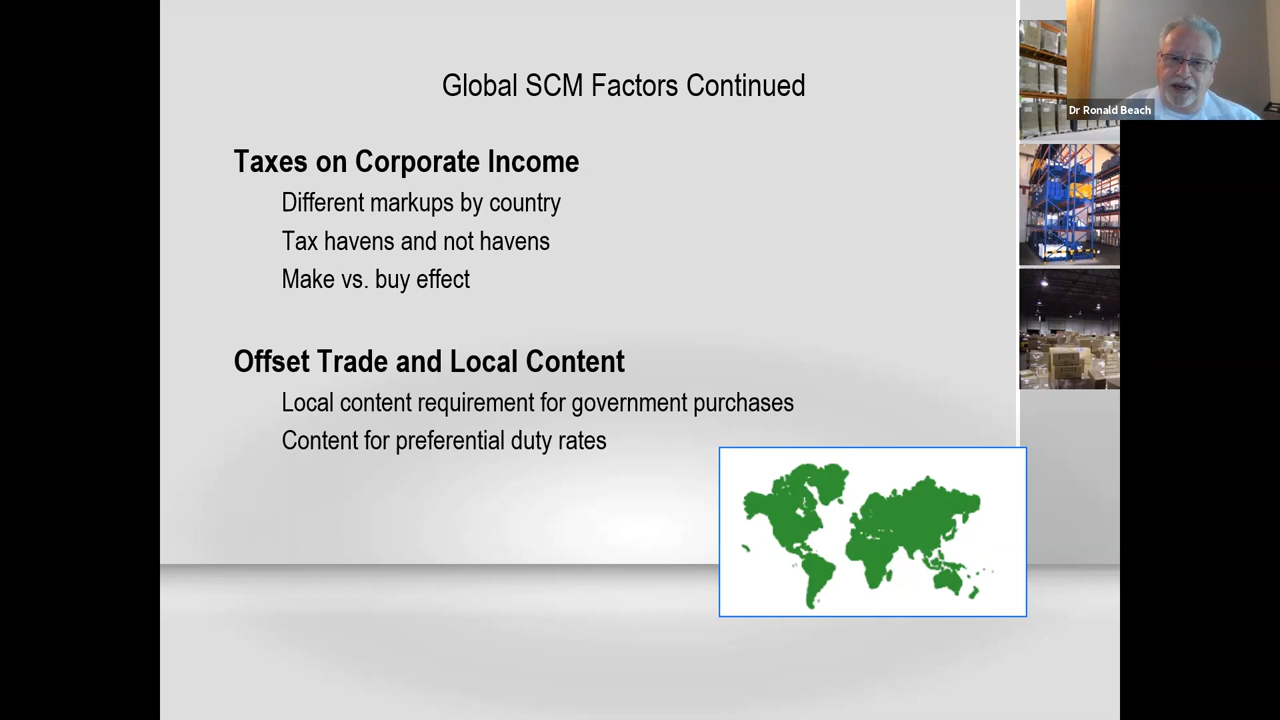 Global SCM Factors Continued
Dr Ronald Beach
Taxes on Corporate Income
Different markups by country
Tax havens and not havens
Make vs. buy effect
Offset Trade and Local Content
Local content requirement for government purchases
Content for preferential duty rates